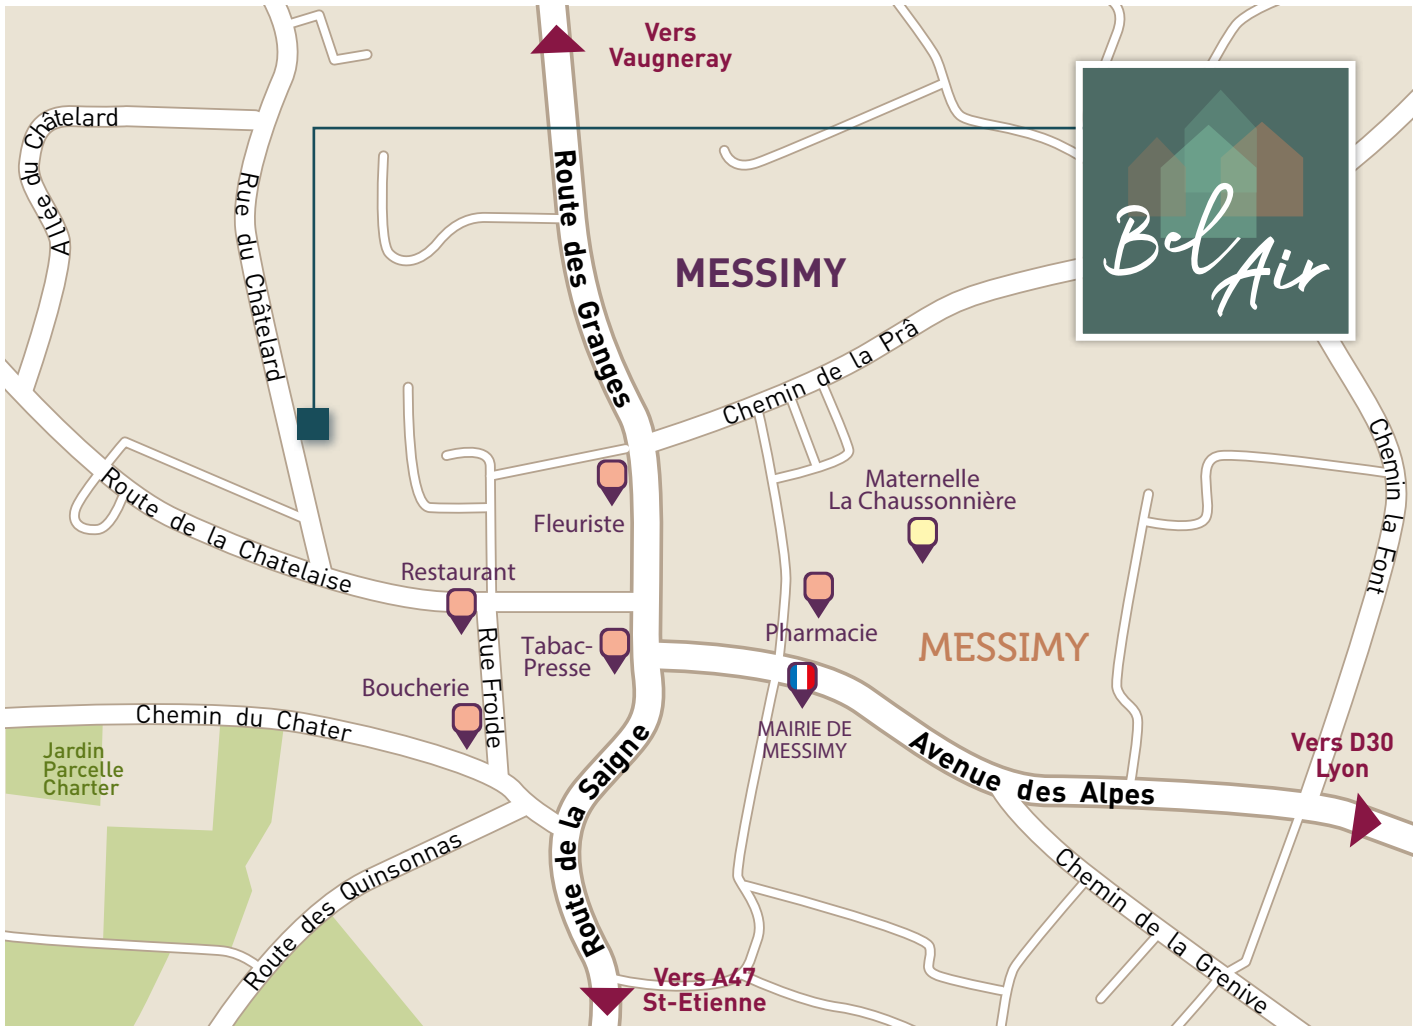 Vers
Vaugneray
Allée du Châtelard
Rue du Châtelard
Route des Granges
MESSIMY
Bel Air
Chemin de la Prâ
Chemin la Font
Route de la Chatelaise
Fleuriste
Maternelle
La Chaussonnière
Restaurant
Pharmacie
Tabac-
Presse
MESSIMY
Rue Froide
Boucherie
Chemin du Chater
MAIRIE DE
MESSIMY
Jardin
Parcelle
Charter
Route de la Saigne
Avenue des Alpes
Vers D30
Lyon
Route des Quinsonnas
Chemin de la Grenive
Vers A47
St-Etienne